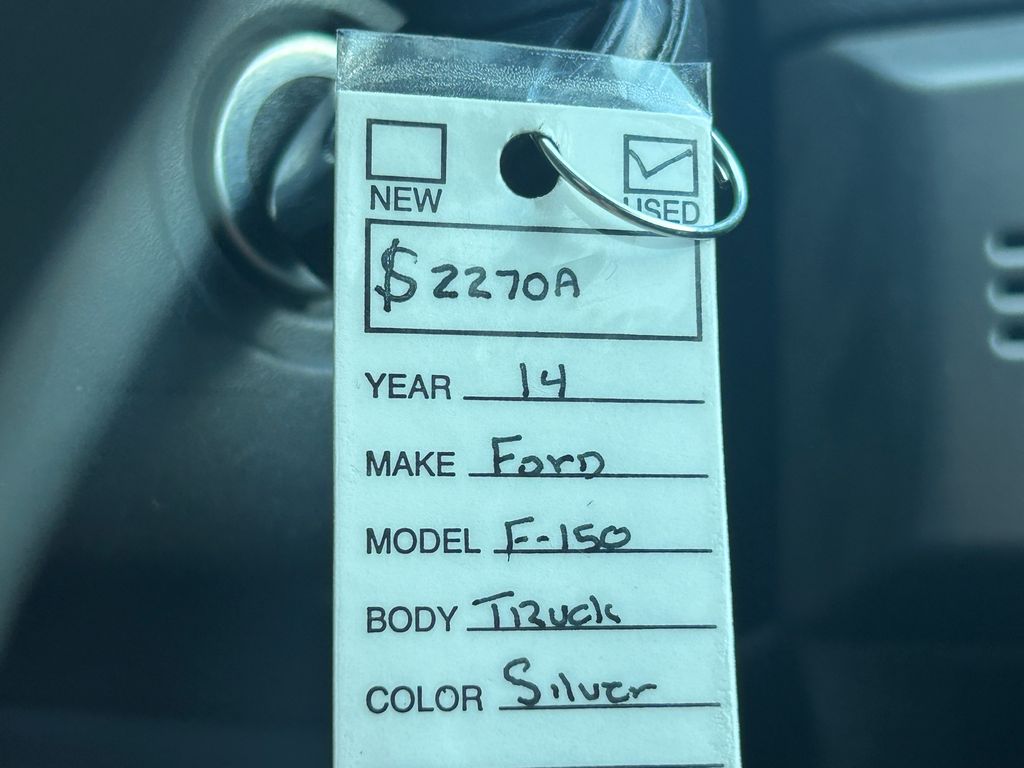 NEW USED
$2270A
YEAR 14
MAKE Ford
MODEL F-150
BODY Truck
COLOR Silver